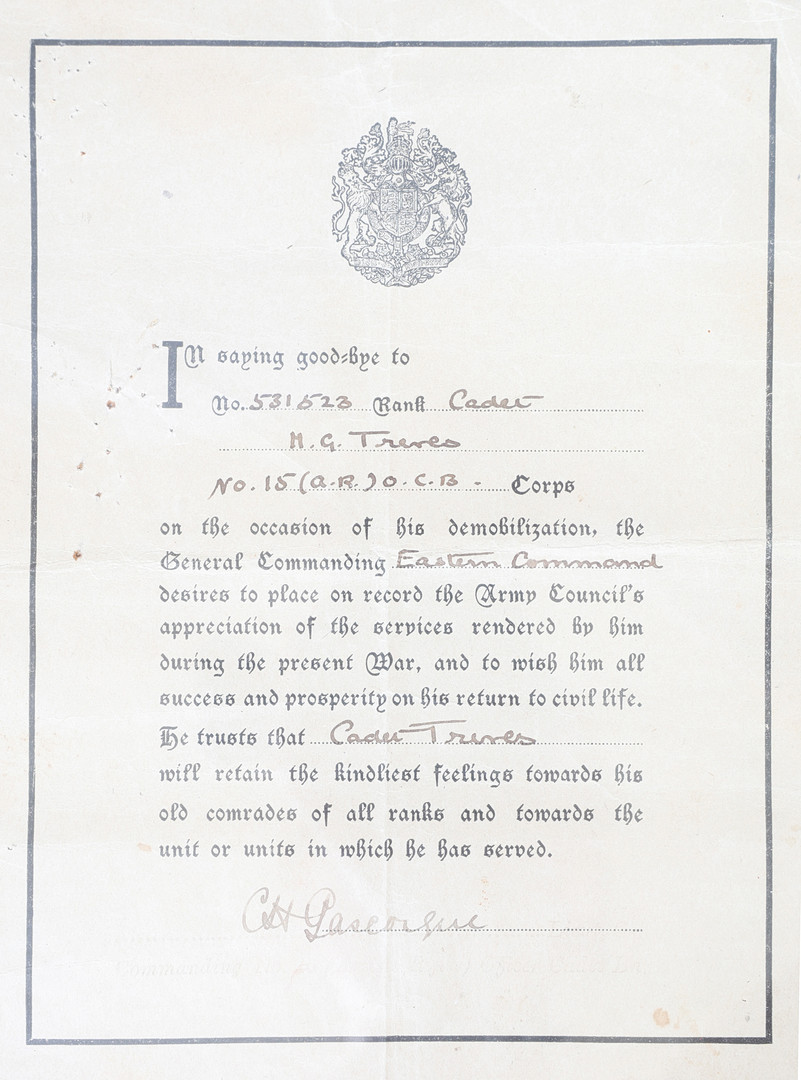 In saying good-bye to
No. 531523 Rank Cadet
H. G. Treves
No. 15 (A.R.) O.C.B. Corps
on the occasion of his demobilization, the
General Commanding Eastern Command
desires to place on record the Army Council's
appreciation of the services rendered by him
during the present War, and to wish him all
success and prosperity on his return to civil life.
He trusts that Cadet Treves
will retain the kindliest feelings towards his
old comrades of all ranks and towards the
unit or units in which he has served.
CH Gascoigne
Commanding